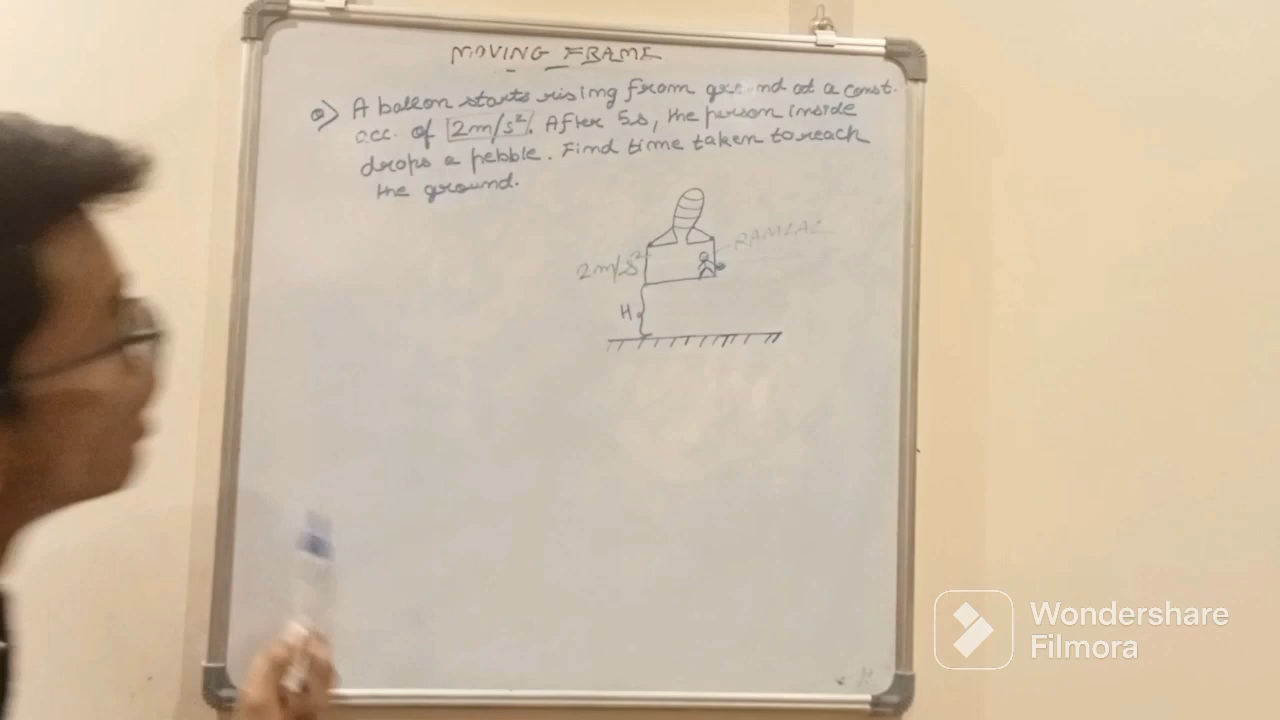 MOVING FRAME
Q> A balloon starts rising from ground at a const.
acc. of 2m/s². After 5s, the person inside
drops a pebble. Find time taken to reach
the ground.
RAMLAL
2m/s²
H
Wondershare
Filmora